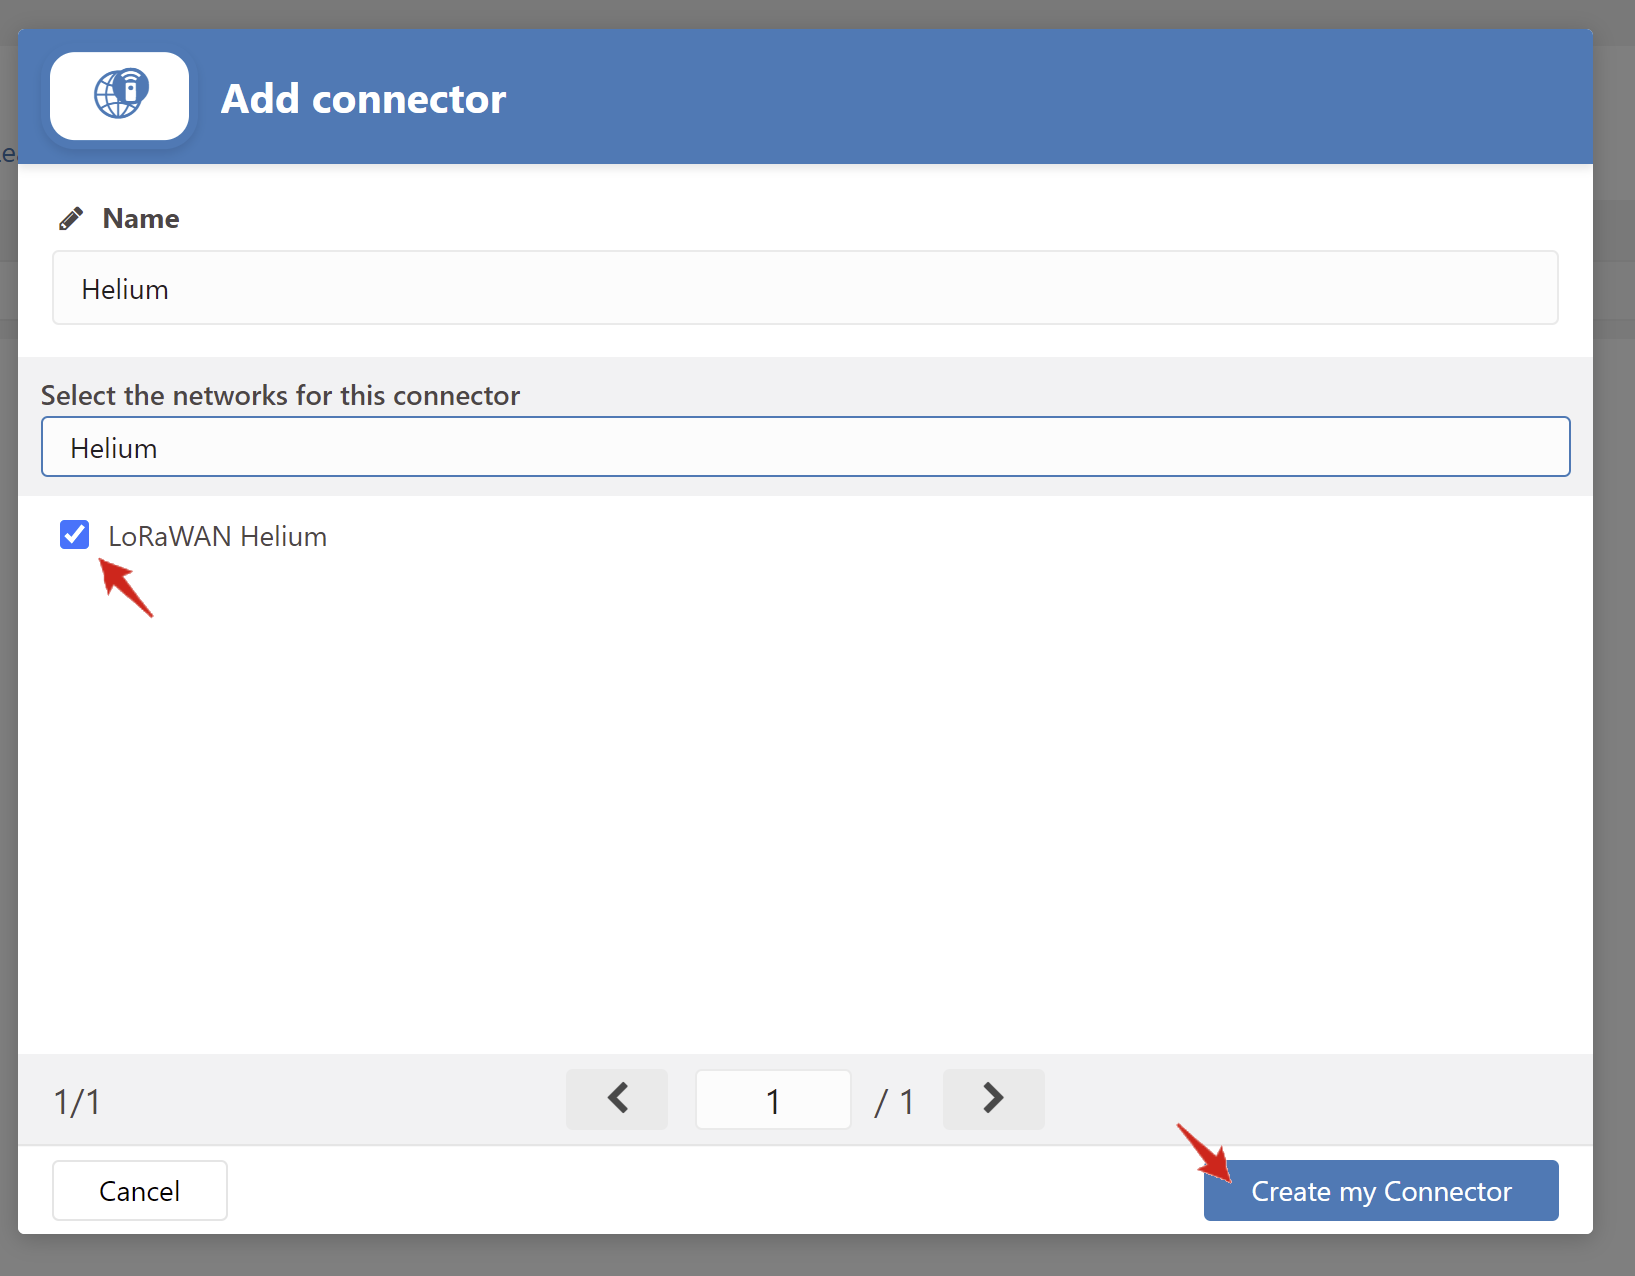 Add connector
Name
Helium
Select the networks for this connector
Helium
LoRaWAN Helium
1/1
1
/ 1
Cancel
Create my Connector